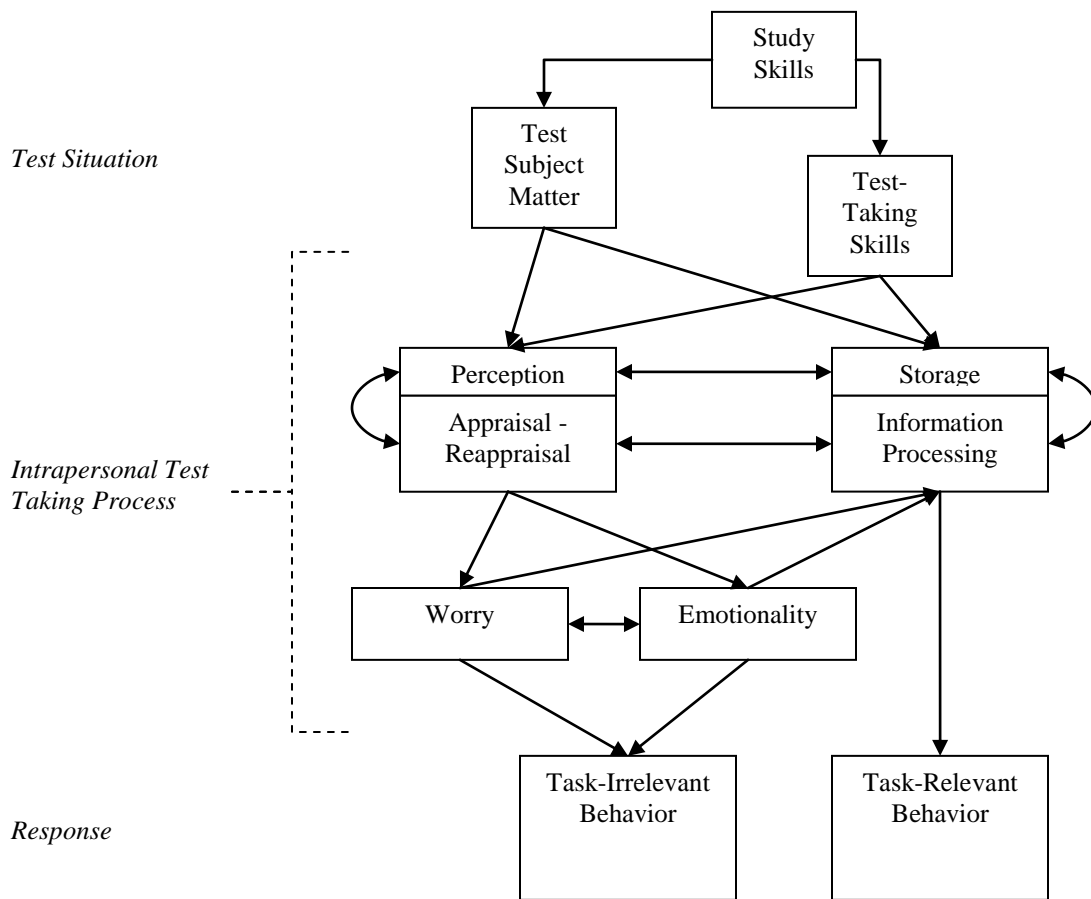 Study
Skills
Test Situation
Test
Subject
Matter
Test-
Taking
Skills
Perception
Storage
Appraisal -
Reappraisal
Information
Processing
Intrapersonal Test
Taking Process
Worry
Emotionality
Task-Irrelevant
Behavior
Task-Relevant
Behavior
Response